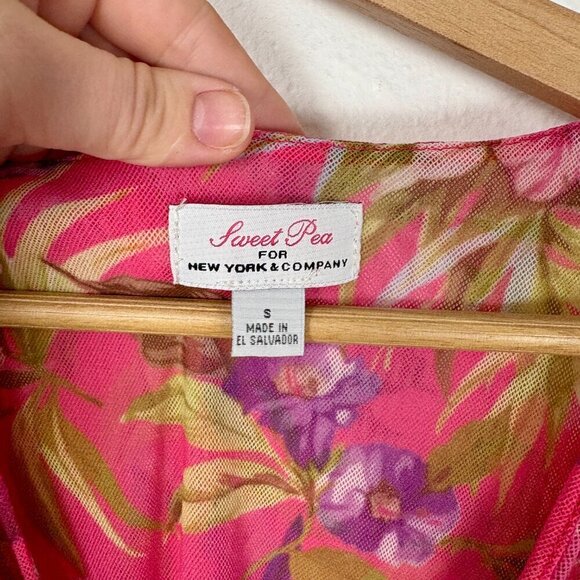 Sweet Pea
FOR
NEW YORK & COMPANY
S
MADE IN
EL SALVADOR